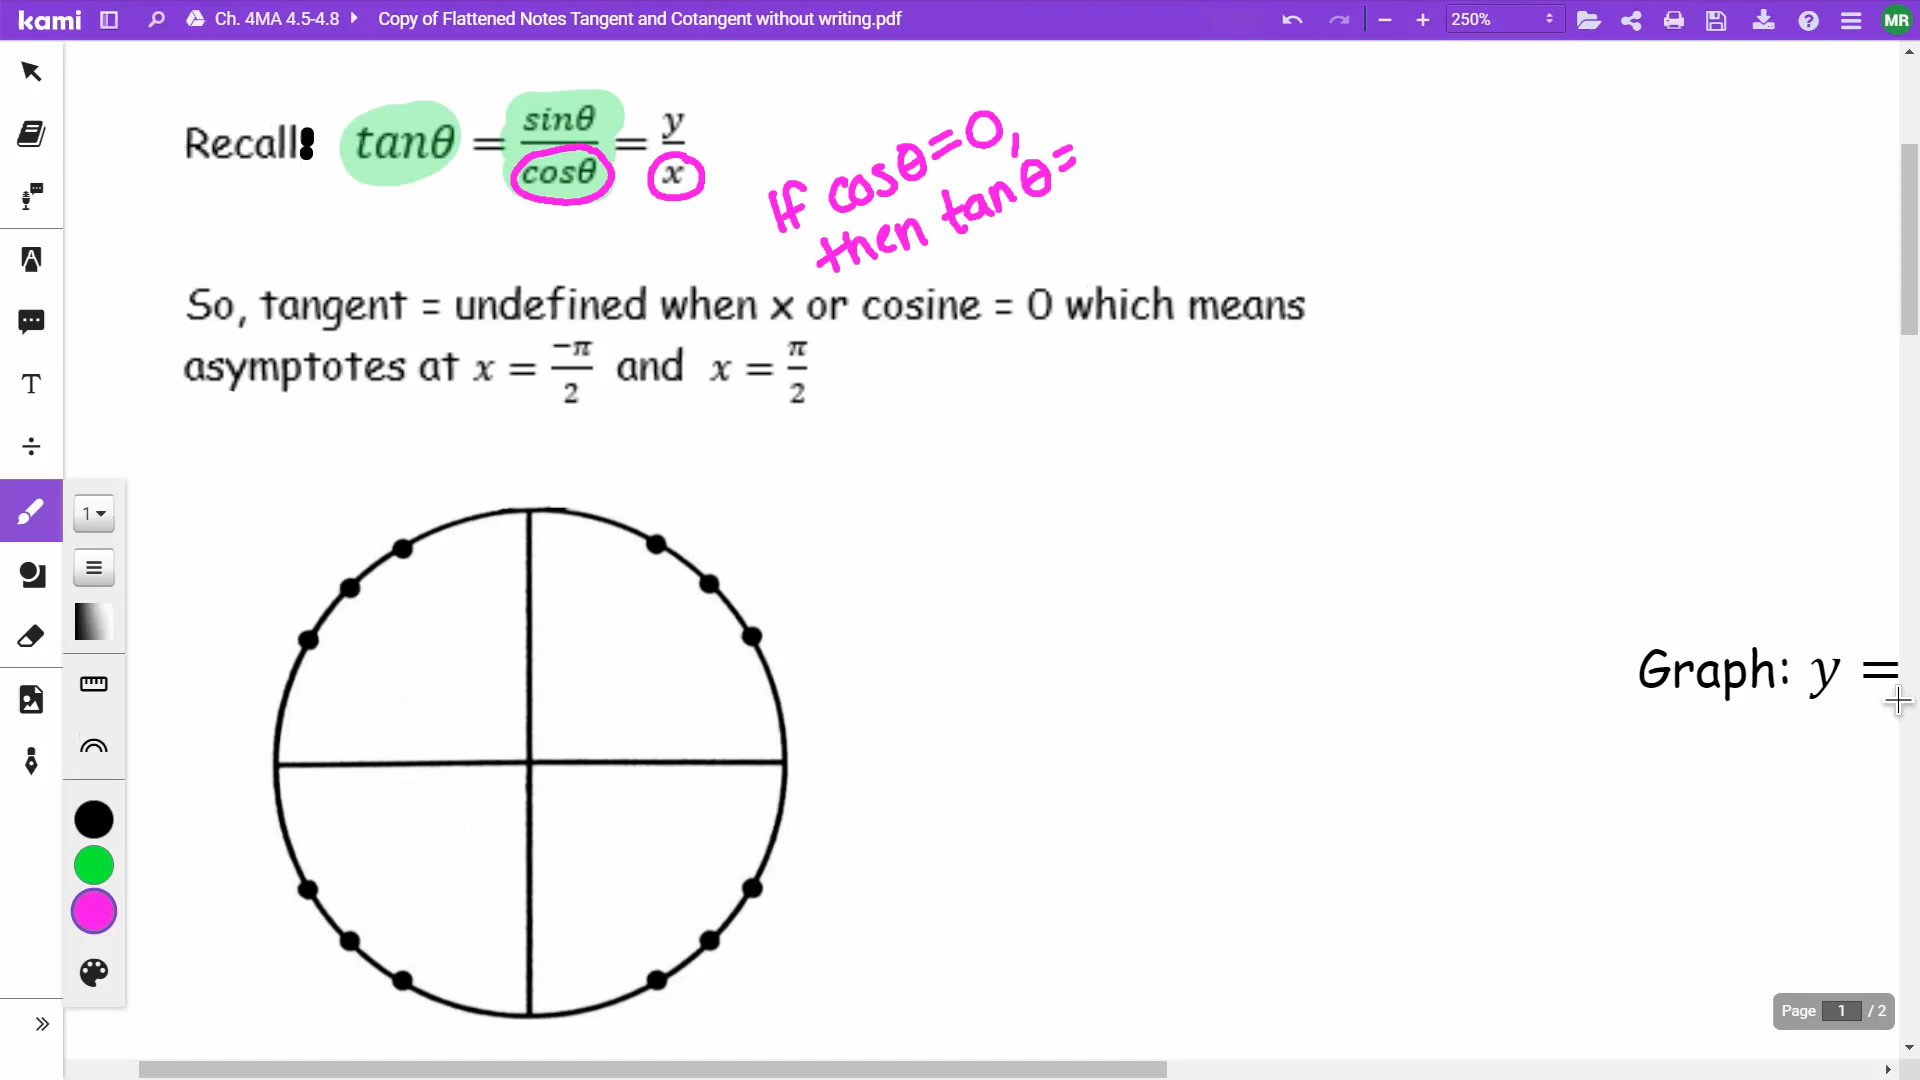 kami Ch. 4MA 4.5-4.8 Copy of Flattened Notes Tangent and Cotangent without writing.pdf 250% MR
Recall! tanθ = sinθ/cosθ = y/x
If cosθ=0,
then tanθ=
So, tangent = undefined when x or cosine = 0 which means
asymptotes at x = -π/2 and x = π/2
1
Graph: y =
Page 1 / 2